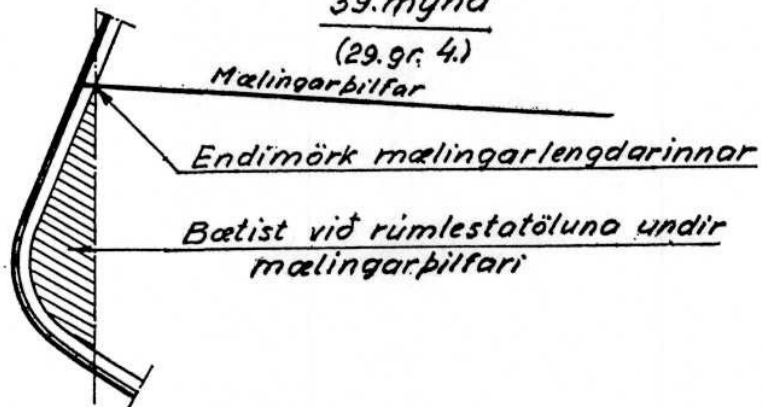 39. mynd
(29. gr. 4.)
Mælingarþilfar
Endimörk mælingarlengdarinnar
Bætist við rúmlestatöluna undir
mælingarþilfari